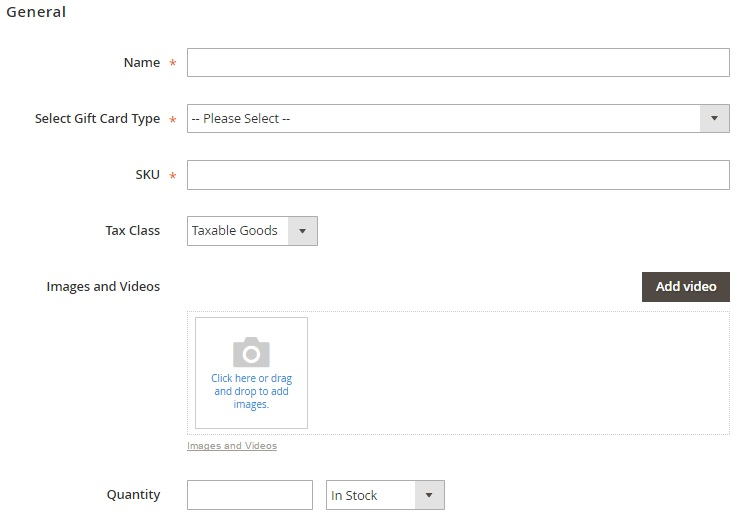 General
Name *
Select Gift Card Type * -- Please Select --
SKU *
Tax Class Taxable Goods
Images and Videos Add video
Click here or drag
and drop to add
images.
Images and Videos
Quantity In Stock